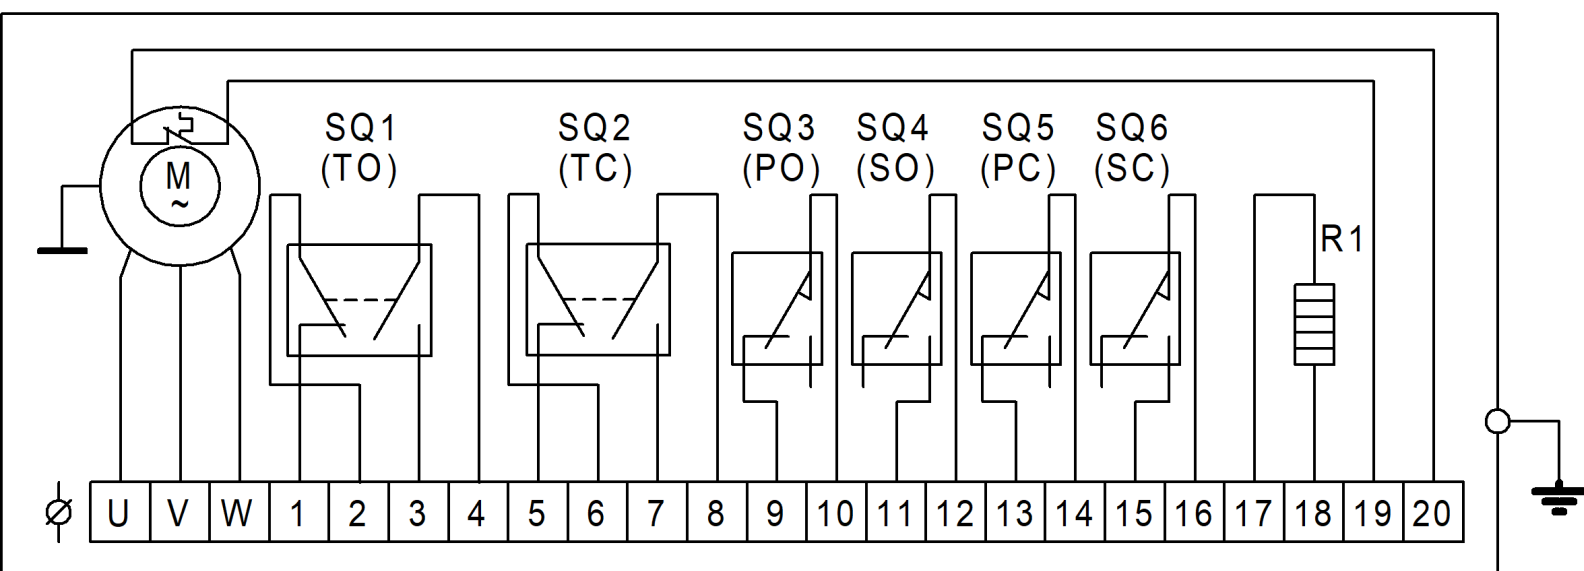 SQ1 SQ2 SQ3 SQ4 SQ5 SQ6
(TO) (TC) (PO) (SO) (PC) (SC)
M
~
R1
U V W 1 2 3 4 5 6 7 8 9 10 11 12 13 14 15 16 17 18 19 20